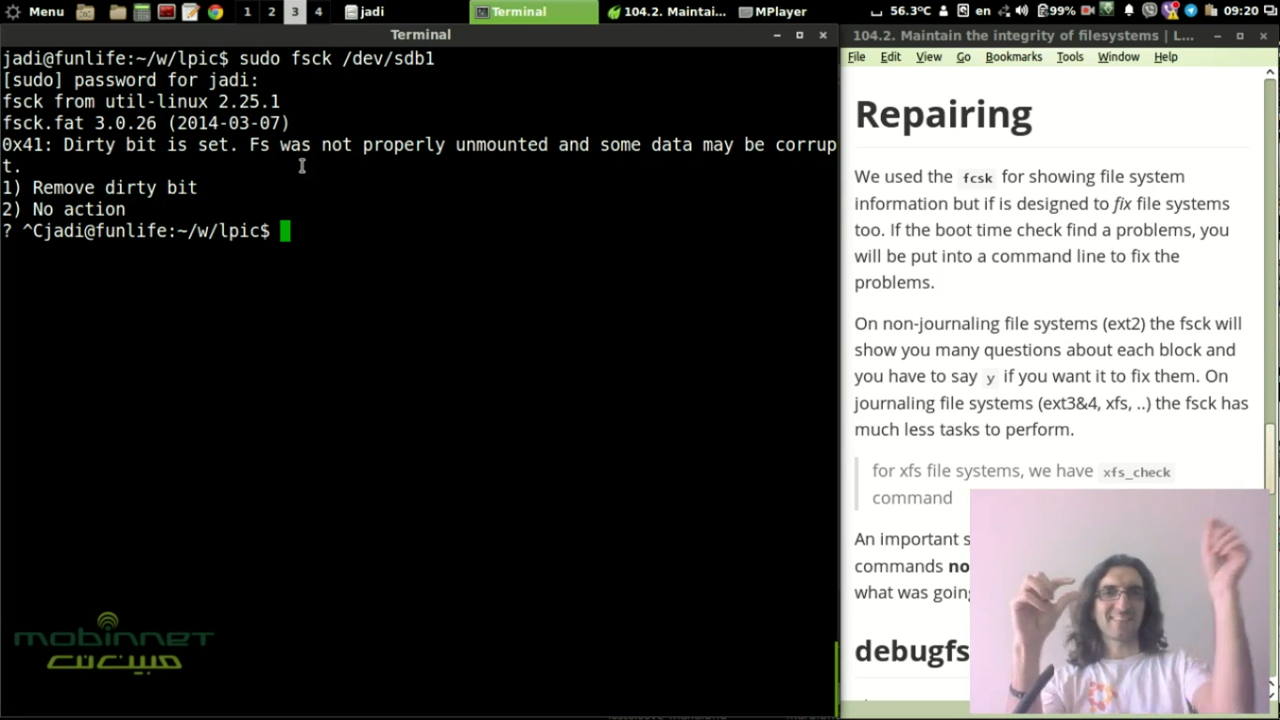 Menu
1 2 3 4
jadi
Terminal
104.2. Maintai...
MPlayer
56.3℃
en
99%
09:20
Terminal
jadi@funlife:~/w/lpic$ sudo fsck /dev/sdb1
[sudo] password for jadi:
fsck from util-linux 2.25.1
fsck.fat 3.0.26 (2014-03-07)
0x41: Dirty bit is set. Fs was not properly unmounted and some data may be corrup
t.
1) Remove dirty bit
2) No action
? ^Cjadi@funlife:~/w/lpic$
mobinnet
مبین نت
104.2. Maintain the integrity of filesystems | L...
File Edit View Go Bookmarks Tools Window Help
Repairing
We used the fcsk for showing file system
information but if is designed to fix file systems
too. If the boot time check find a problems, you
will be put into a command line to fix the
problems.
On non-journaling file systems (ext2) the fsck will
show you many questions about each block and
you have to say y if you want it to fix them. On
journaling file systems (ext3&4, xfs, ..) the fsck has
much less tasks to perform.
for xfs file systems, we have xfs_check
command
An important s
commands no
what was going
debugfs